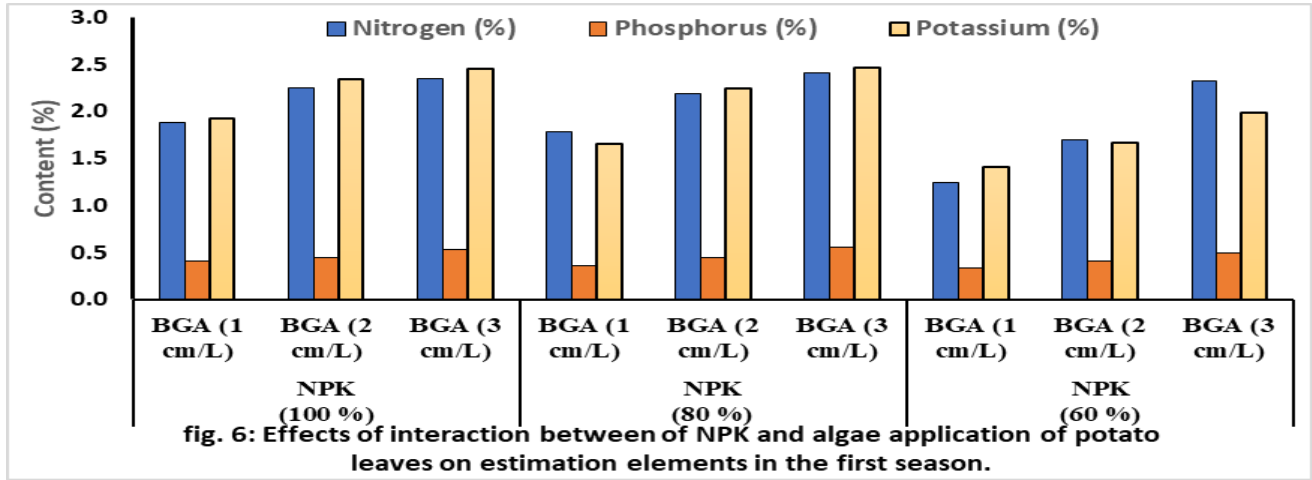 3.0
Nitrogen (%) Phosphorus (%) Potassium (%)
2.5
2.0
1.5
1.0
0.5
0.0
Content (%)
BGA (1 BGA (2 BGA (3 BGA (1 BGA (2 BGA (3 BGA (1 BGA (2 BGA (3
cm/L) cm/L) cm/L) cm/L) cm/L) cm/L) cm/L) cm/L) cm/L)
NPK NPK NPK
(100 %) (80 %) (60 %)
fig. 6: Effects of interaction between of NPK and algae application of potato
leaves on estimation elements in the first season.